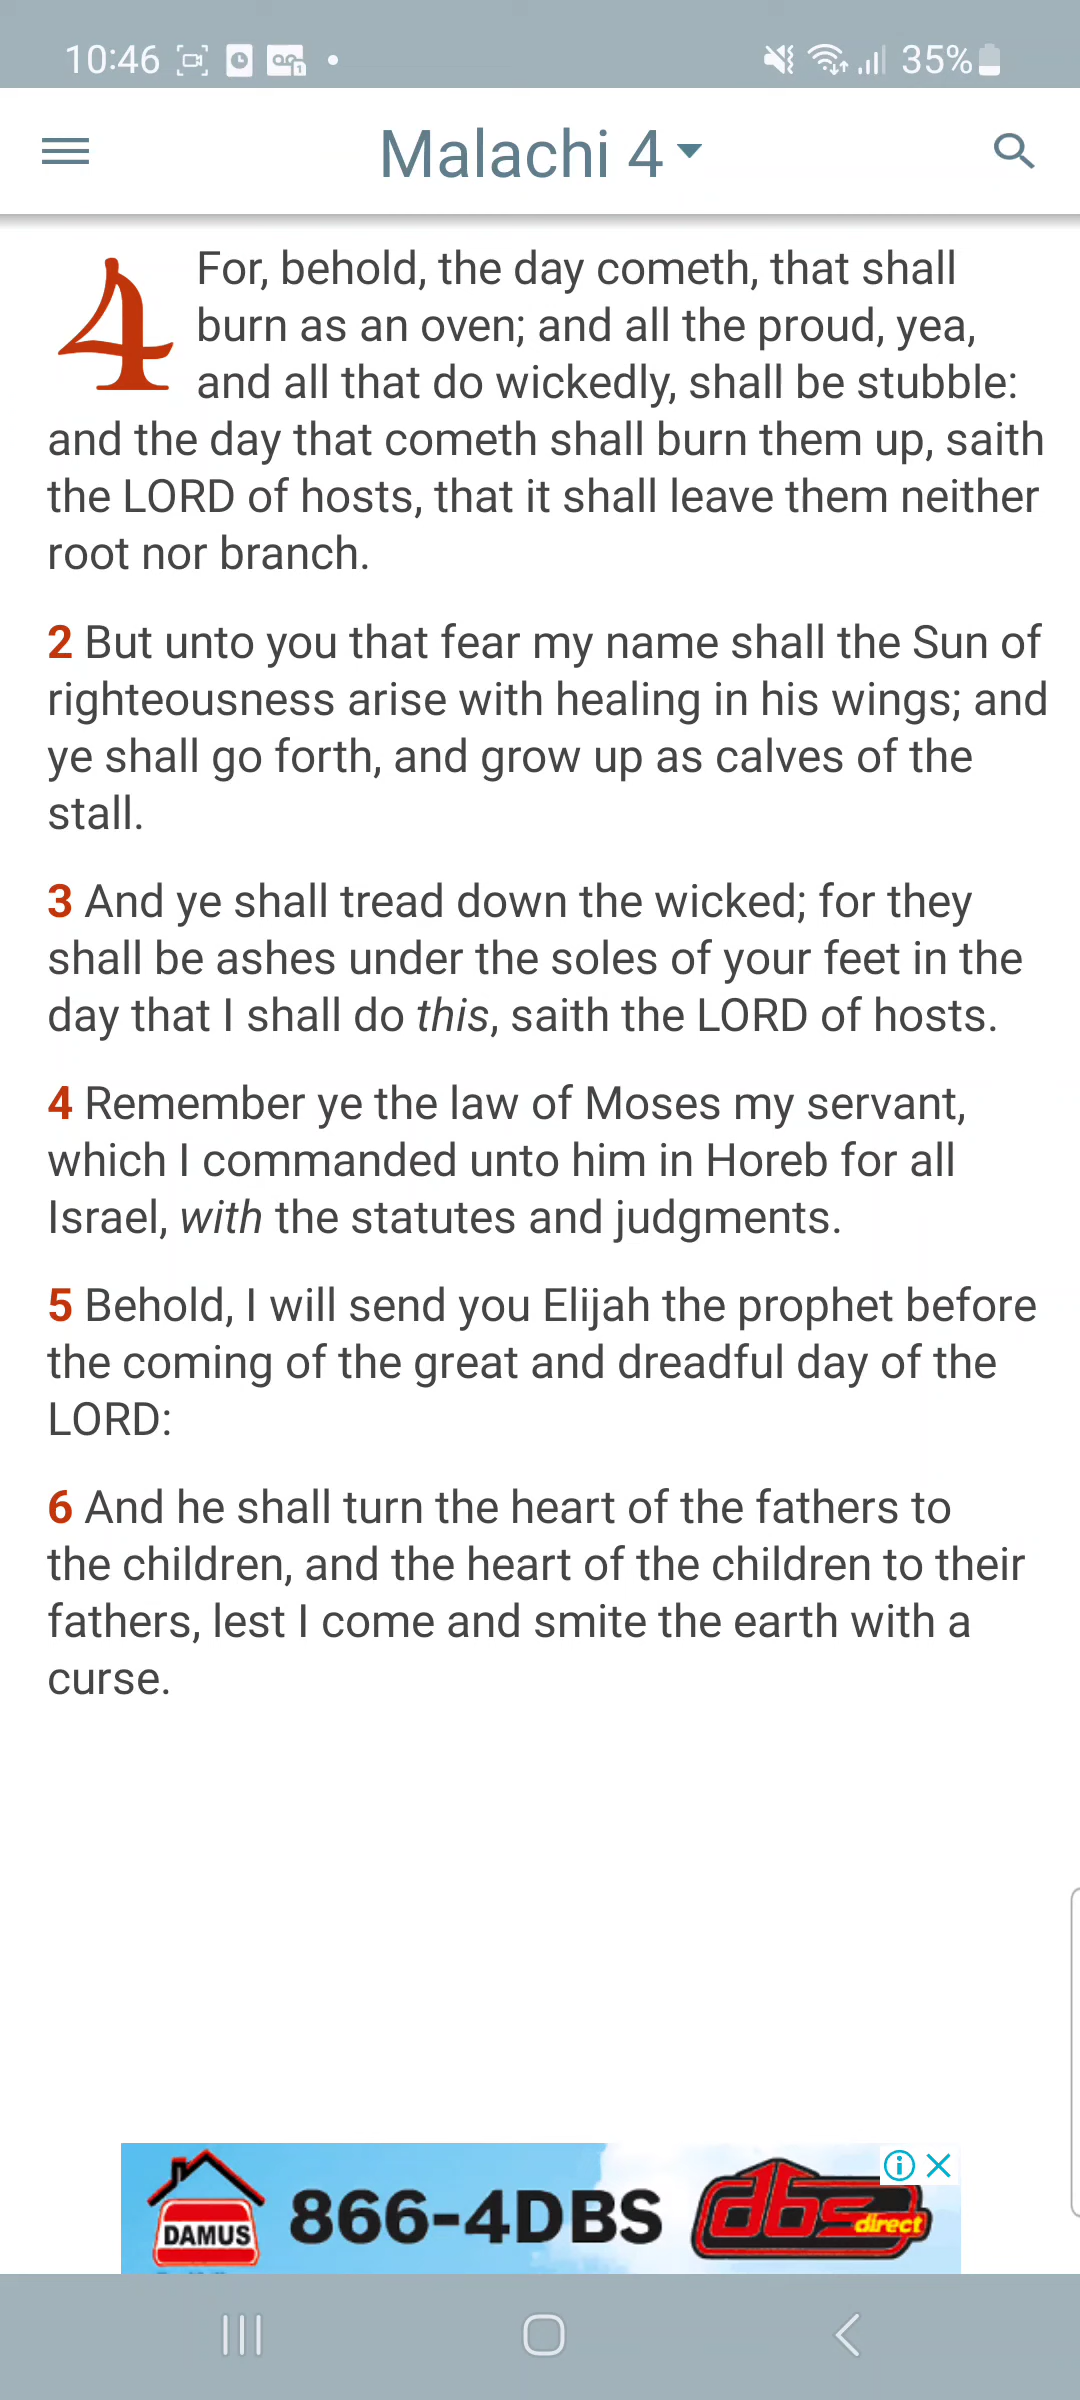 10:46
35%
Malachi 4
4 For, behold, the day cometh, that shall
burn as an oven; and all the proud, yea,
and all that do wickedly, shall be stubble:
and the day that cometh shall burn them up, saith
the LORD of hosts, that it shall leave them neither
root nor branch.
2 But unto you that fear my name shall the Sun of
righteousness arise with healing in his wings; and
ye shall go forth, and grow up as calves of the
stall.
3 And ye shall tread down the wicked; for they
shall be ashes under the soles of your feet in the
day that I shall do this, saith the LORD of hosts.
4 Remember ye the law of Moses my servant,
which I commanded unto him in Horeb for all
Israel, with the statutes and judgments.
5 Behold, I will send you Elijah the prophet before
the coming of the great and dreadful day of the
LORD:
6 And he shall turn the heart of the fathers to
the children, and the heart of the children to their
fathers, lest I come and smite the earth with a
curse.
DAMUS
866-4DBS
dbs
direct